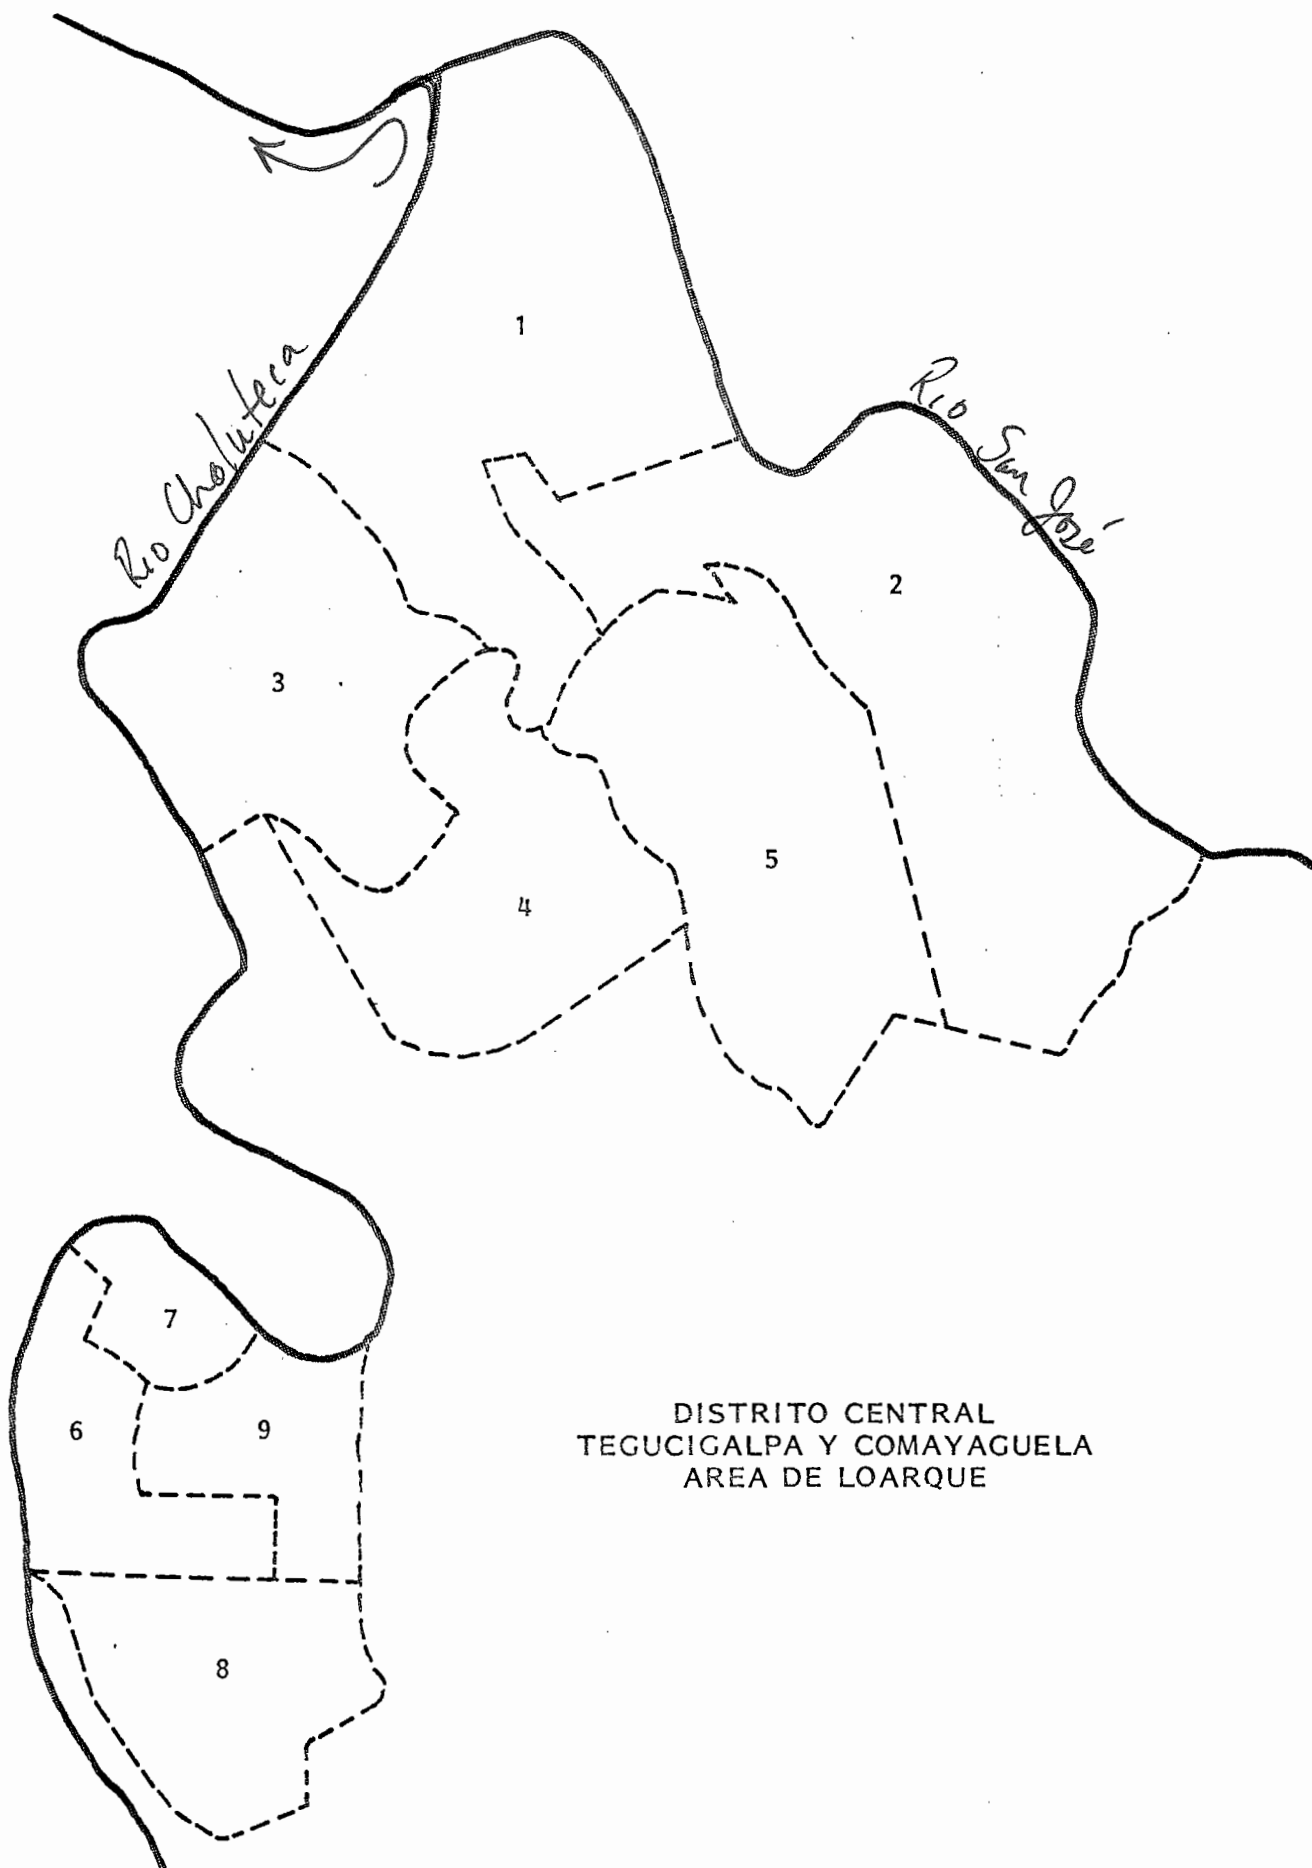 1
Rio Choluteca
Rio San José
2
3
5
4
7
6
9
DISTRITO CENTRAL
TEGUCIGALPA Y COMAYAGUELA
AREA DE LOARQUE
8